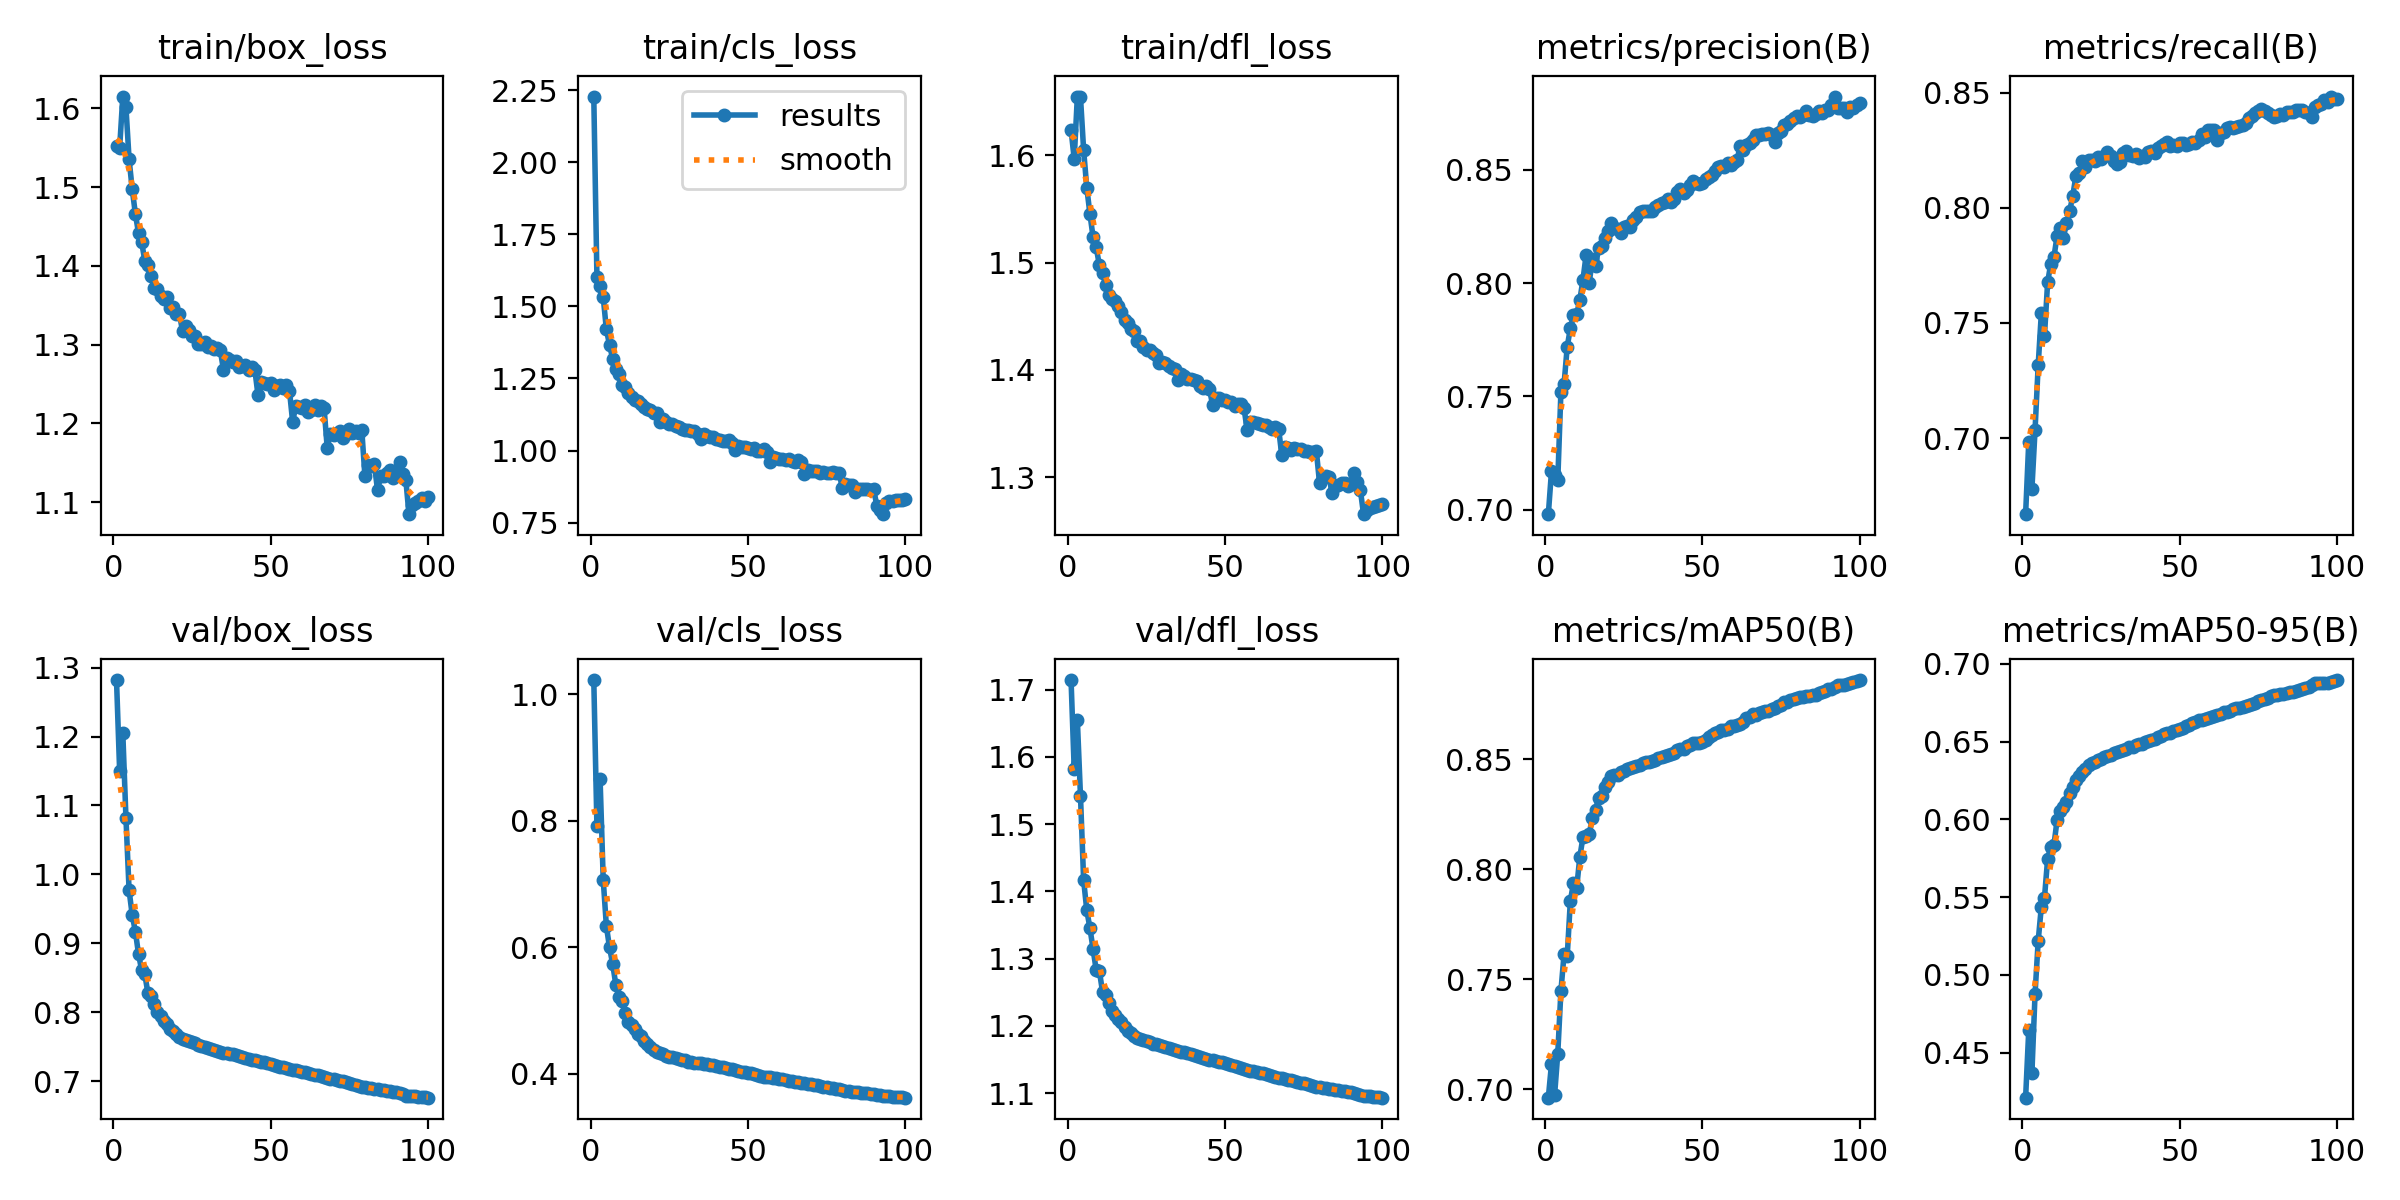 train/box_loss
1.6
1.5
1.4
1.3
1.2
1.1
0 50 100
train/cls_loss
results
smooth
2.25
2.00
1.75
1.50
1.25
1.00
0.75
0 50 100
train/dfl_loss
1.6
1.5
1.4
1.3
0 50 100
metrics/precision(B)
0.85
0.80
0.75
0.70
0 50 100
metrics/recall(B)
0.85
0.80
0.75
0.70
0 50 100
val/box_loss
1.3
1.2
1.1
1.0
0.9
0.8
0.7
0 50 100
val/cls_loss
1.0
0.8
0.6
0.4
0 50 100
val/dfl_loss
1.7
1.6
1.5
1.4
1.3
1.2
1.1
0 50 100
metrics/mAP50(B)
0.85
0.80
0.75
0.70
0 50 100
metrics/mAP50-95(B)
0.70
0.65
0.60
0.55
0.50
0.45
0 50 100